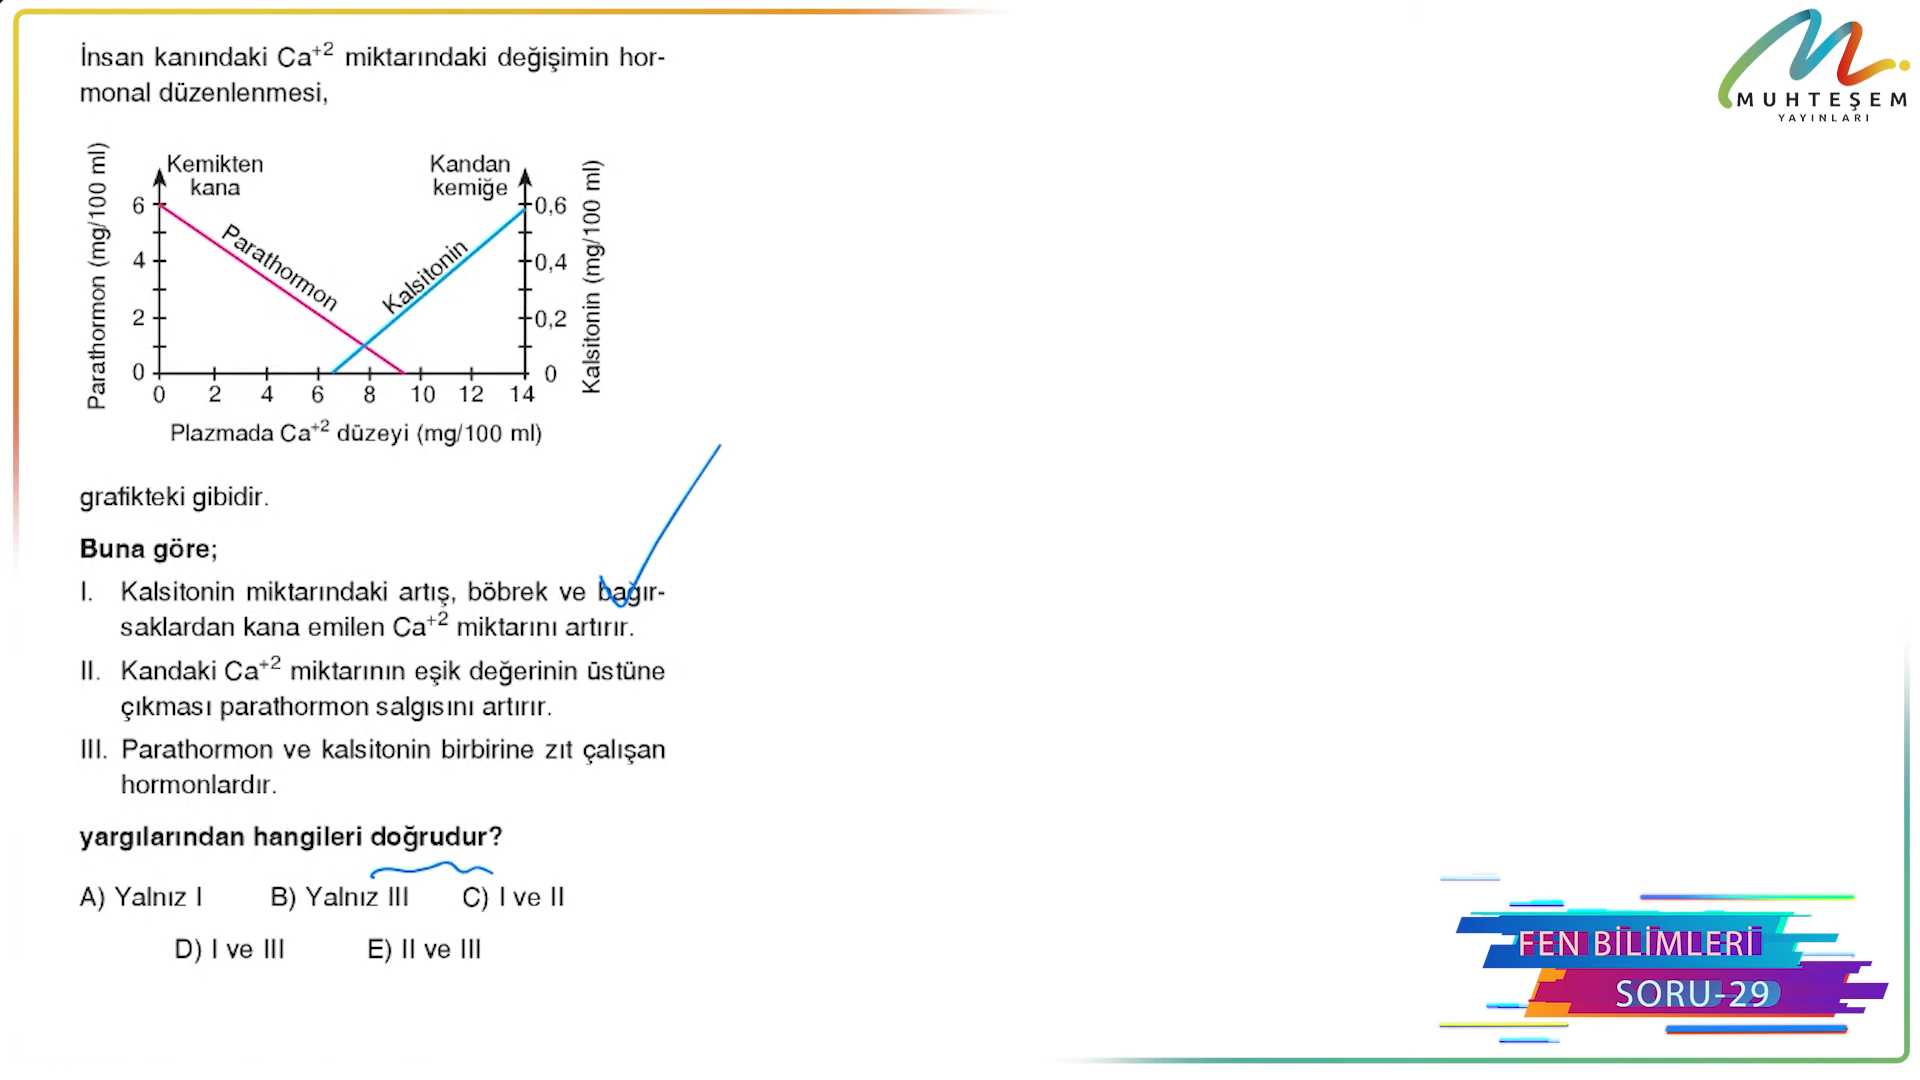 İnsan kanındaki Ca+2 miktarındaki değişimin hor-
monal düzenlenmesi,
Parathormon (mg/100 ml)
Kemikten
kana
Kandan
kemiğe
Kalsitonin (mg/100 ml)
6
4
2
0
0,6
0,4
0,2
0
Parathormon
Kalsitonin
0 2 4 6 8 10 12 14
Plazmada Ca+2 düzeyi (mg/100 ml)
grafikteki gibidir.
Buna göre;
I. Kalsitonin miktarındaki artış, böbrek ve bağır-
saklardan kana emilen Ca+2 miktarını artırır.
II. Kandaki Ca+2 miktarının eşik değerinin üstüne
çıkması parathormon salgısını artırır.
III. Parathormon ve kalsitonin birbirine zıt çalışan
hormonlardır.
yargılarından hangileri doğrudur?
A) Yalnız I B) Yalnız III C) I ve II
D) I ve III E) II ve III
MUHTEŞEM
YAYINLARI
FEN BİLİMLERİ
SORU-29